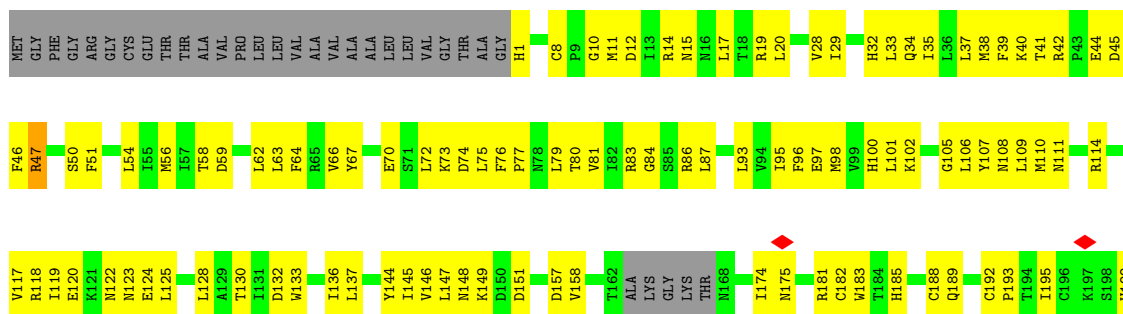 MET GLY PHE GLY ARG GLY CYS GLU THR THR ALA VAL PRO LEU LEU VAL ALA VAL ALA ALA LEU LEU VAL GLY THR ALA GLY H1 C8 P9 G10 M11 D12 I13 R14 N15 N16 L17 T18 R19 L20 V28 I29 H32 L33 Q34 I35 L36 L37 M38 F39 K40 T41 R42 P43 E44 D45
F46 R47 S50 F51 L54 I55 M56 I57 T58 D59 L62 L63 F64 R65 V66 Y67 E70 S71 L72 K73 D74 L75 F76 P77 N78 L79 T80 V81 I82 R83 G84 S85 R86 L87 L93 V94 I95 F96 E97 M98 V99 H100 L101 K102 G105 L106 Y107 N108 L109 M110 N111 R114
V117 R118 I119 E120 K121 N122 N123 E124 L125 L128 A129 T130 I131 D132 W133 I136 L137 Y144 I145 V146 L147 N148 K149 D150 D151 D157 V158 T162 ALA LYS GLY LYS THR N168 I174 N175 R181 C182 W183 T184 H185 C188 Q189 C192 P193 T194 I195 C196 K197 S198